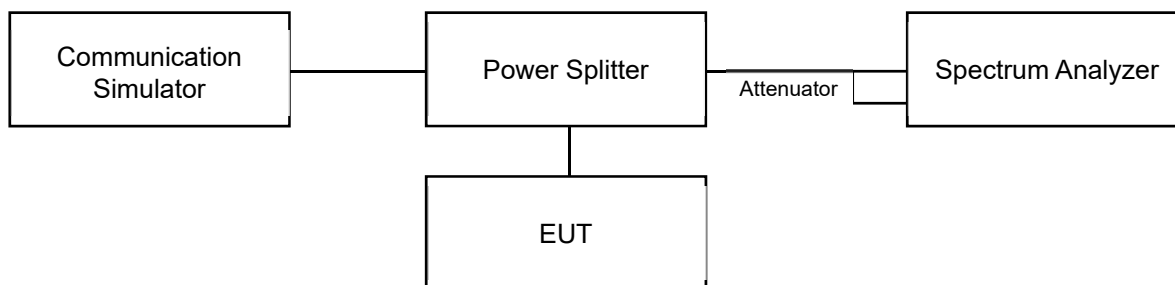 Communication
Simulator
Power Splitter
Attenuator
Spectrum Analyzer
EUT